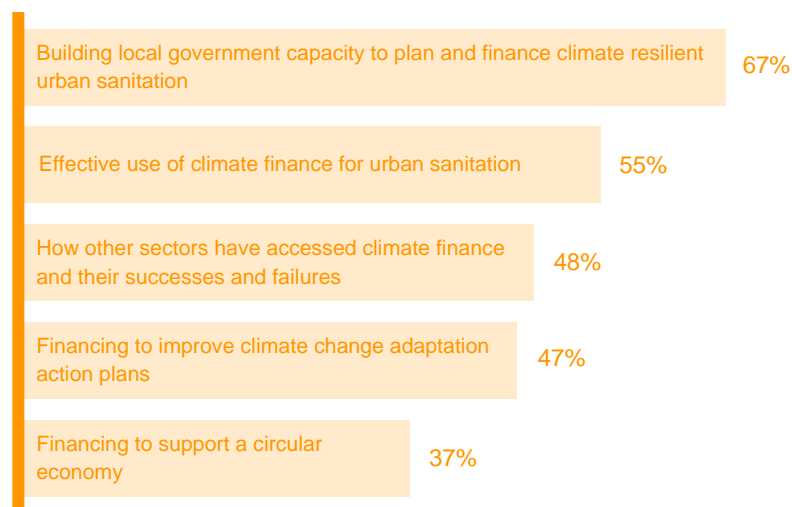 Building local government capacity to plan and finance climate resilient
urban sanitation
67%
Effective use of climate finance for urban sanitation
55%
How other sectors have accessed climate finance
and their successes and failures
48%
Financing to improve climate change adaptation
action plans
47%
Financing to support a circular
economy
37%